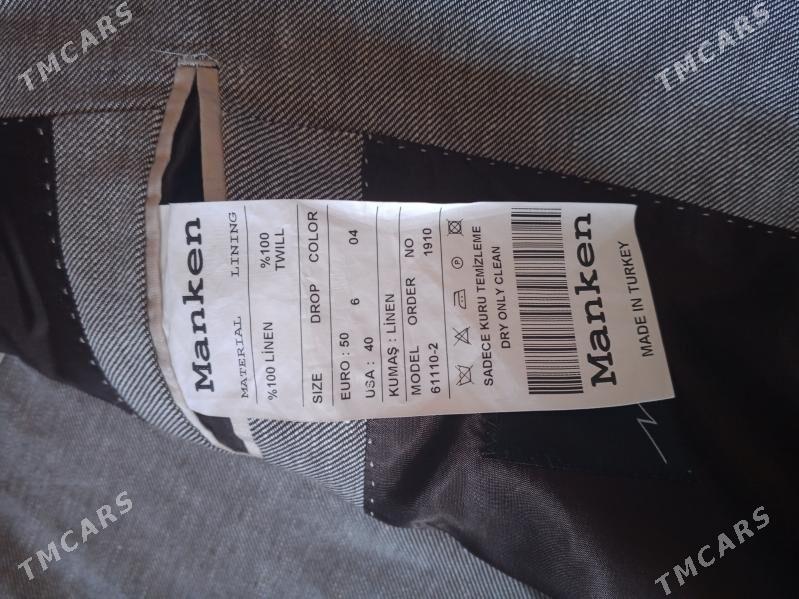 TMCARS
TMCARS
Manken
MATERIAL LINING
%100 LİNEN %100 TWILL
SIZE DROP COLOR
EURO : 50 6 04
USA : 40
KUMAŞ : LİNEN
MODEL ORDER NO
61110-2 1910
P
SADECE KURU TEMİZLEME
DRY ONLY CLEAN
Manken
MADE IN TURKEY
TMCARS
TMCARS